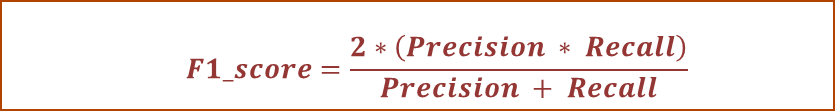 F1_score = 2 * (Precision * Recall) / Precision + Recall